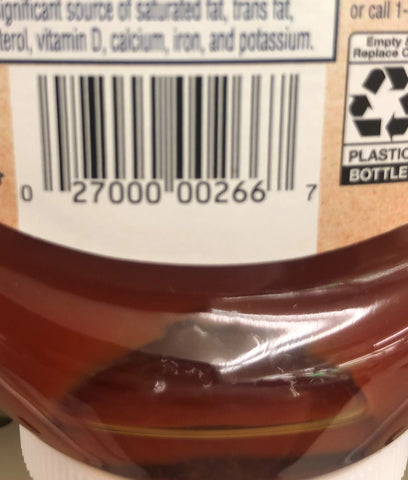 ignificant source of saturated fat, trans fat,
terol, vitamin D, calcium, iron, and potassium.
or call 1-
Empty &
Replace C
PLASTIC
BOTTLE
0 27000 00266 7